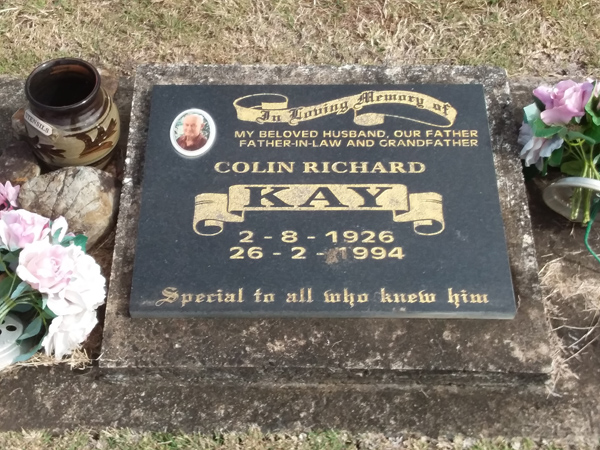 In Loving Memory of
MY BELOVED HUSBAND, OUR FATHER
FATHER-IN-LAW AND GRANDFATHER
COLIN RICHARD
KAY
2 - 8 - 1926
26 - 2 - 1994
Special to all who knew him